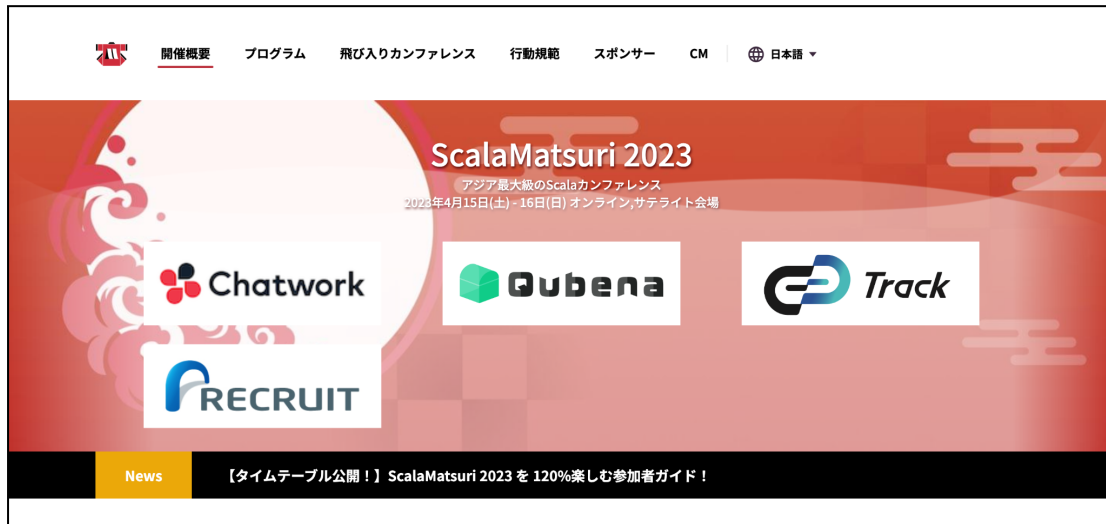 開催概要 プログラム 飛び入りカンファレンス 行動規範 スポンサー CM 日本語
ScalaMatsuri 2023
アジア最大級のScalaカンファレンス
2023年4月15日(土) - 16日(日) オンライン,サテライト会場
Chatwork Qubena Track
RECRUIT
News 【タイムテーブル公開！】ScalaMatsuri 2023 を 120%楽しむ参加者ガイド！